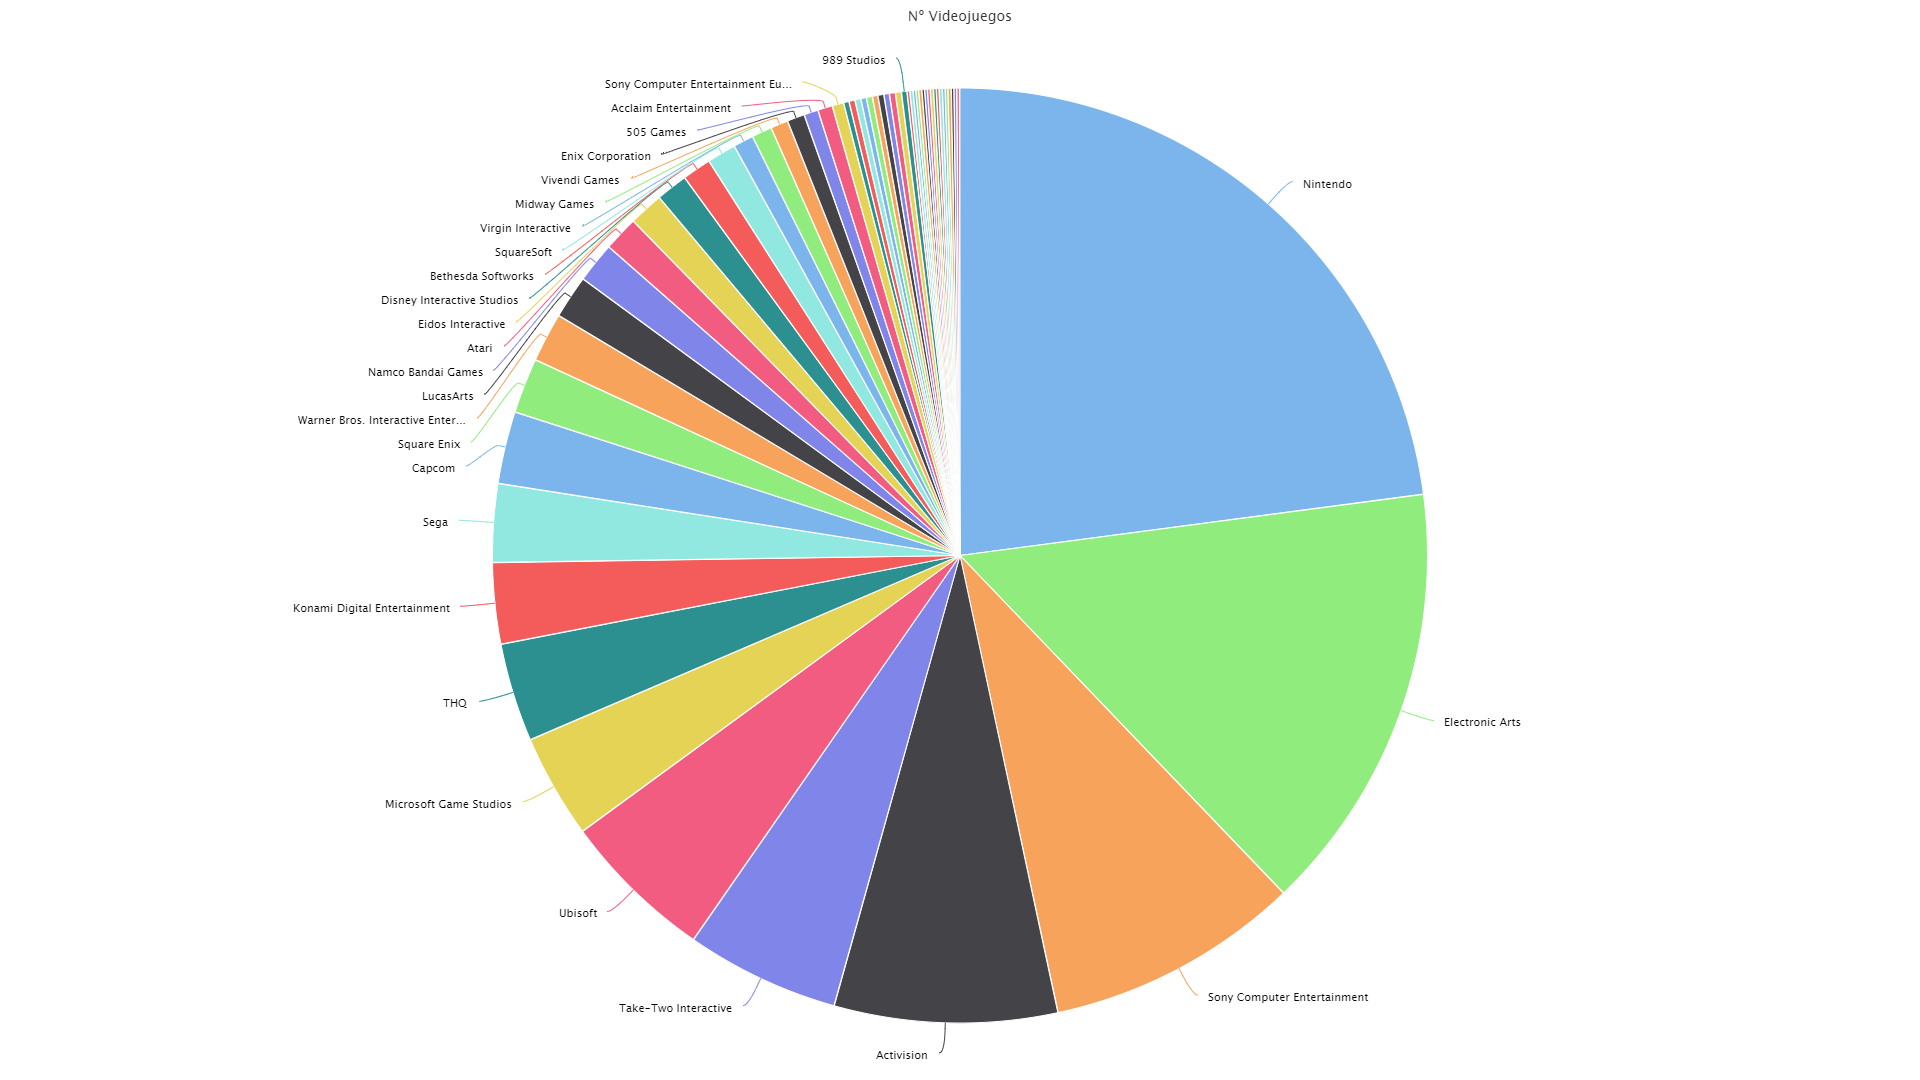 Nº Videojuegos
989 Studios
Sony Computer Entertainment Eu...
Acclaim Entertainment
505 Games
Enix Corporation
Vivendi Games
Midway Games
Virgin Interactive
SquareSoft
Bethesda Softworks
Disney Interactive Studios
Eidos Interactive
Atari
Namco Bandai Games
LucasArts
Warner Bros. Interactive Enter...
Square Enix
Capcom
Sega
Konami Digital Entertainment
THQ
Microsoft Game Studios
Ubisoft
Take-Two Interactive
Activision
Sony Computer Entertainment
Electronic Arts
Nintendo